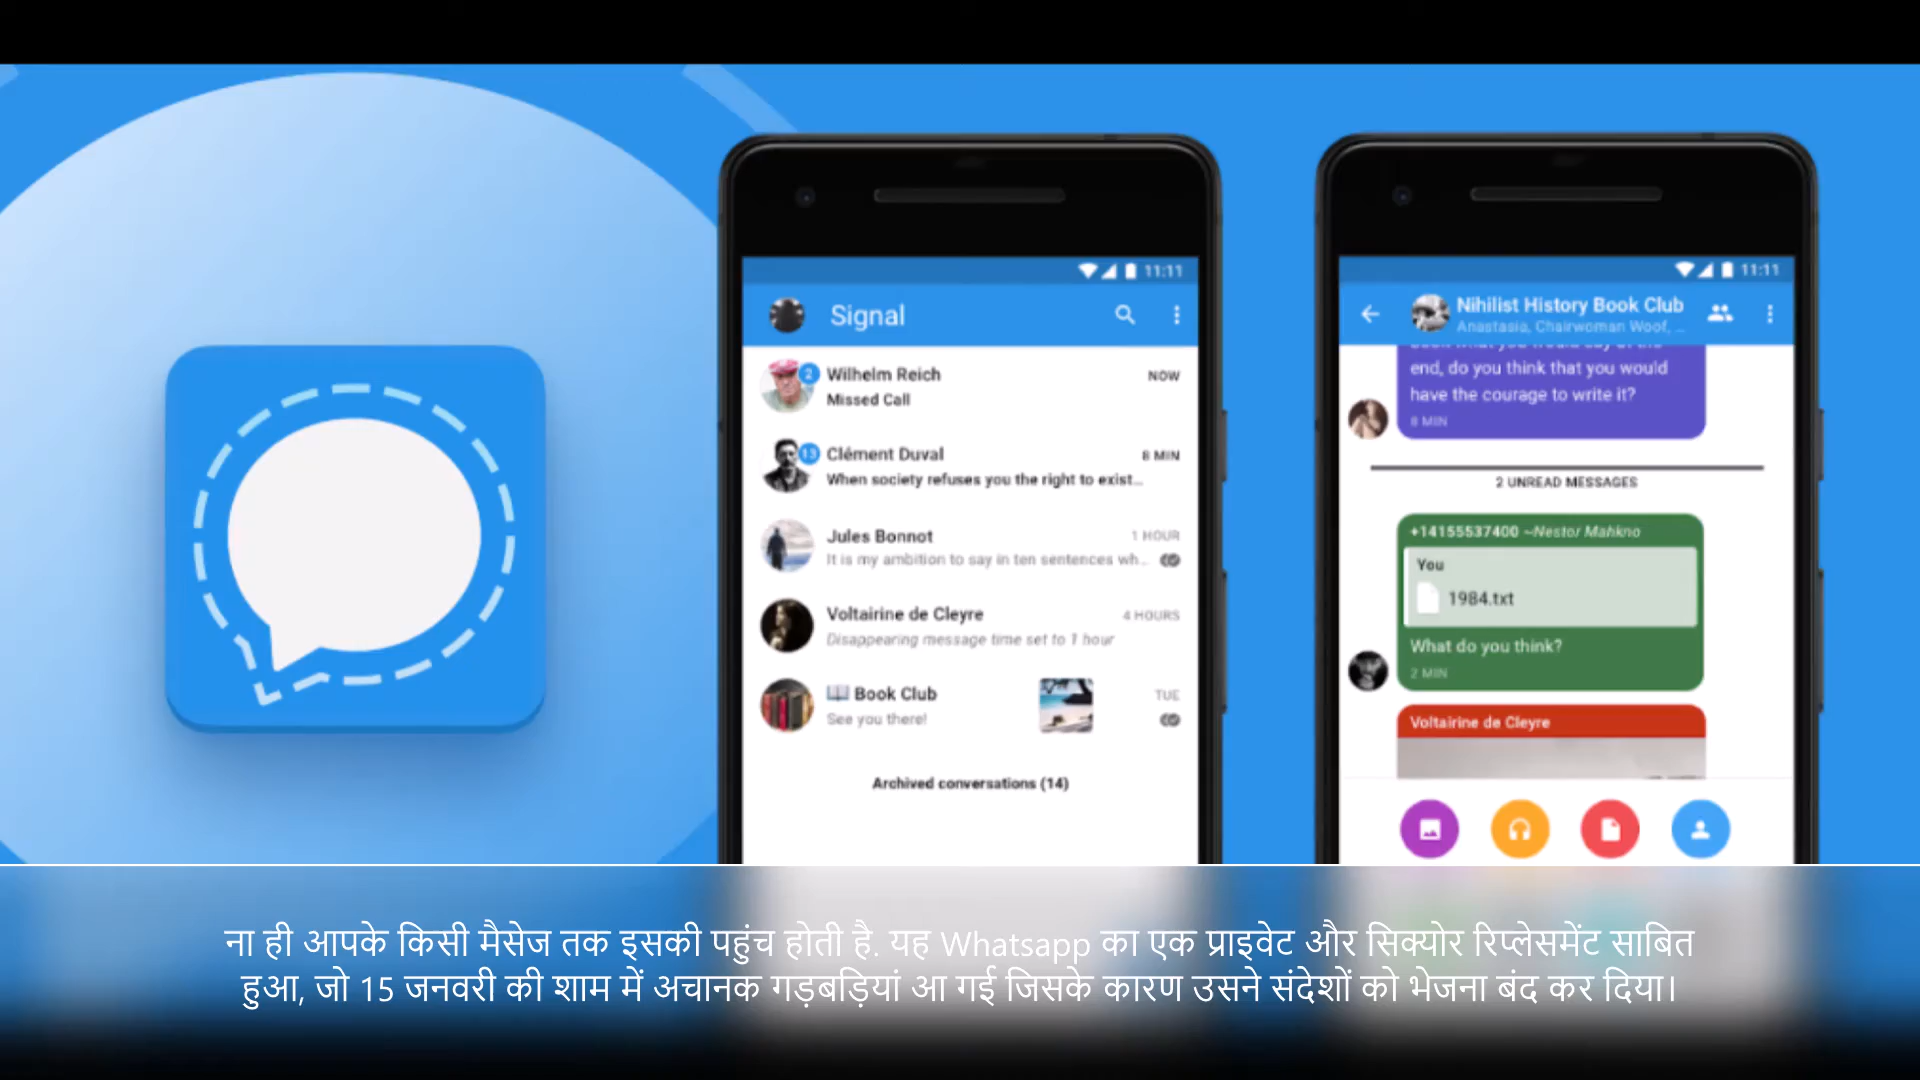 11:11
Signal
2
Wilhelm Reich
NOW
Missed Call
13
Clément Duval
8 MIN
When society refuses you the right to exist...
Jules Bonnot
1 HOUR
It is my ambition to say in ten sentences wh...
Voltairine de Cleyre
4 HOURS
Disappearing message time set to 1 hour
📖 Book Club
TUE
See you there!
Archived conversations (14)
11:11
Nihilist History Book Club
Anastasia, Chairwoman Woof, ...
end, do you think that you would
have the courage to write it?
8 MIN
2 UNREAD MESSAGES
+14155537400 ~Nestor Mahkno
You
1984.txt
What do you think?
2 MIN
Voltairine de Cleyre
ना ही आपके किसी मैसेज तक इसकी पहुंच होती है. यह Whatsapp का एक प्राइवेट और सिक्योर रिप्लेसमेंट साबित
हुआ, जो 15 जनवरी की शाम में अचानक गड़बड़ियां आ गई जिसके कारण उसने संदेशों को भेजना बंद कर दिया।